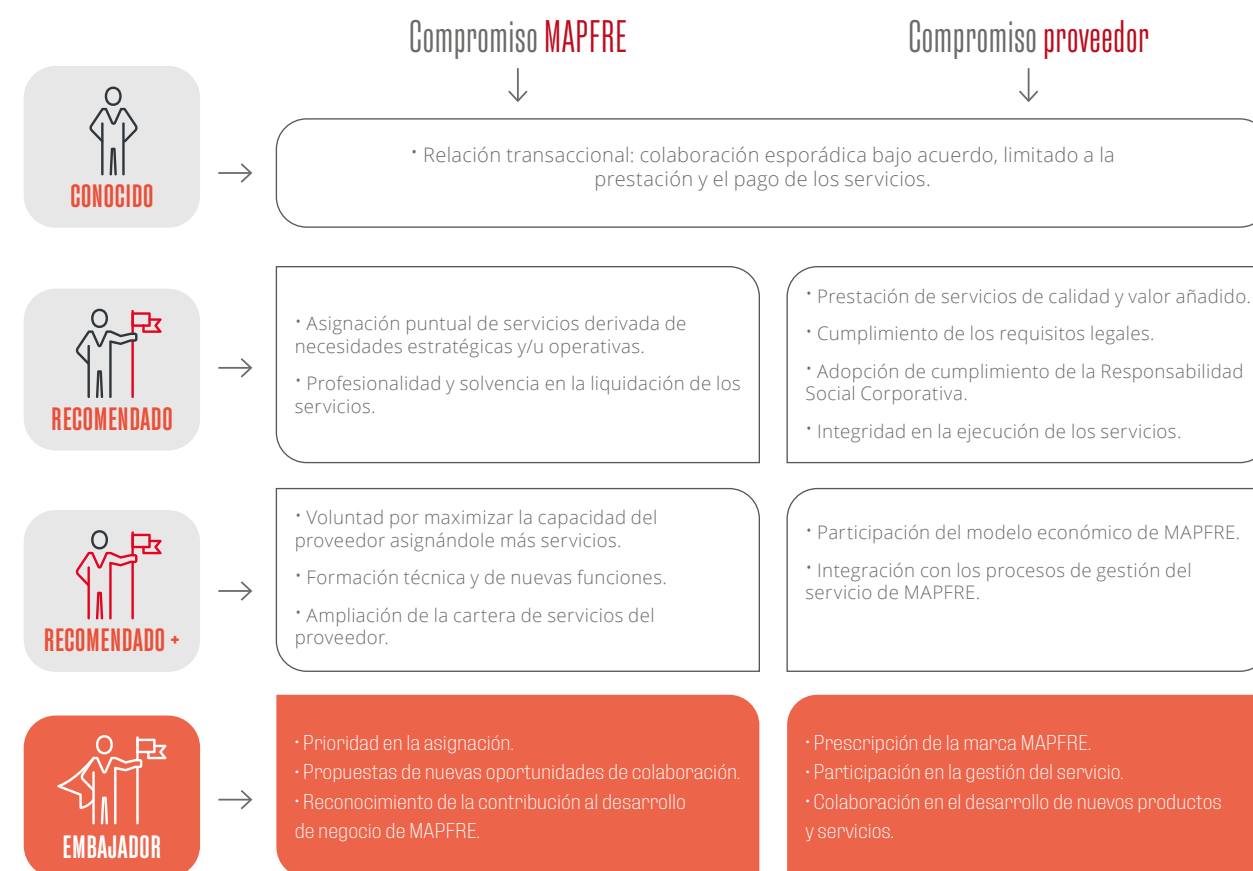 Compromiso MAPFRE
Compromiso proveedor
CONOCIDO
· Relación transaccional: colaboración esporádica bajo acuerdo, limitado a la
prestación y el pago de los servicios.
RECOMENDADO
· Asignación puntual de servicios derivada de
necesidades estratégicas y/u operativas.
· Profesionalidad y solvencia en la liquidación de los
servicios.
· Prestación de servicios de calidad y valor añadido.
· Cumplimiento de los requisitos legales.
· Adopción de cumplimiento de la Responsabilidad
Social Corporativa.
· Integridad en la ejecución de los servicios.
RECOMENDADO +
· Voluntad por maximizar la capacidad del
proveedor asignándole más servicios.
· Formación técnica y de nuevas funciones.
· Ampliación de la cartera de servicios del
proveedor.
· Participación del modelo económico de MAPFRE.
· Integración con los procesos de gestión del
servicio de MAPFRE.
EMBAJADOR
· Prioridad en la asignación.
· Propuestas de nuevas oportunidades de colaboración.
· Reconocimiento de la contribución al desarrollo
de negocio de MAPFRE.
· Prescripción de la marca MAPFRE.
· Participación en la gestión del servicio.
· Colaboración en el desarrollo de nuevos productos
y servicios.